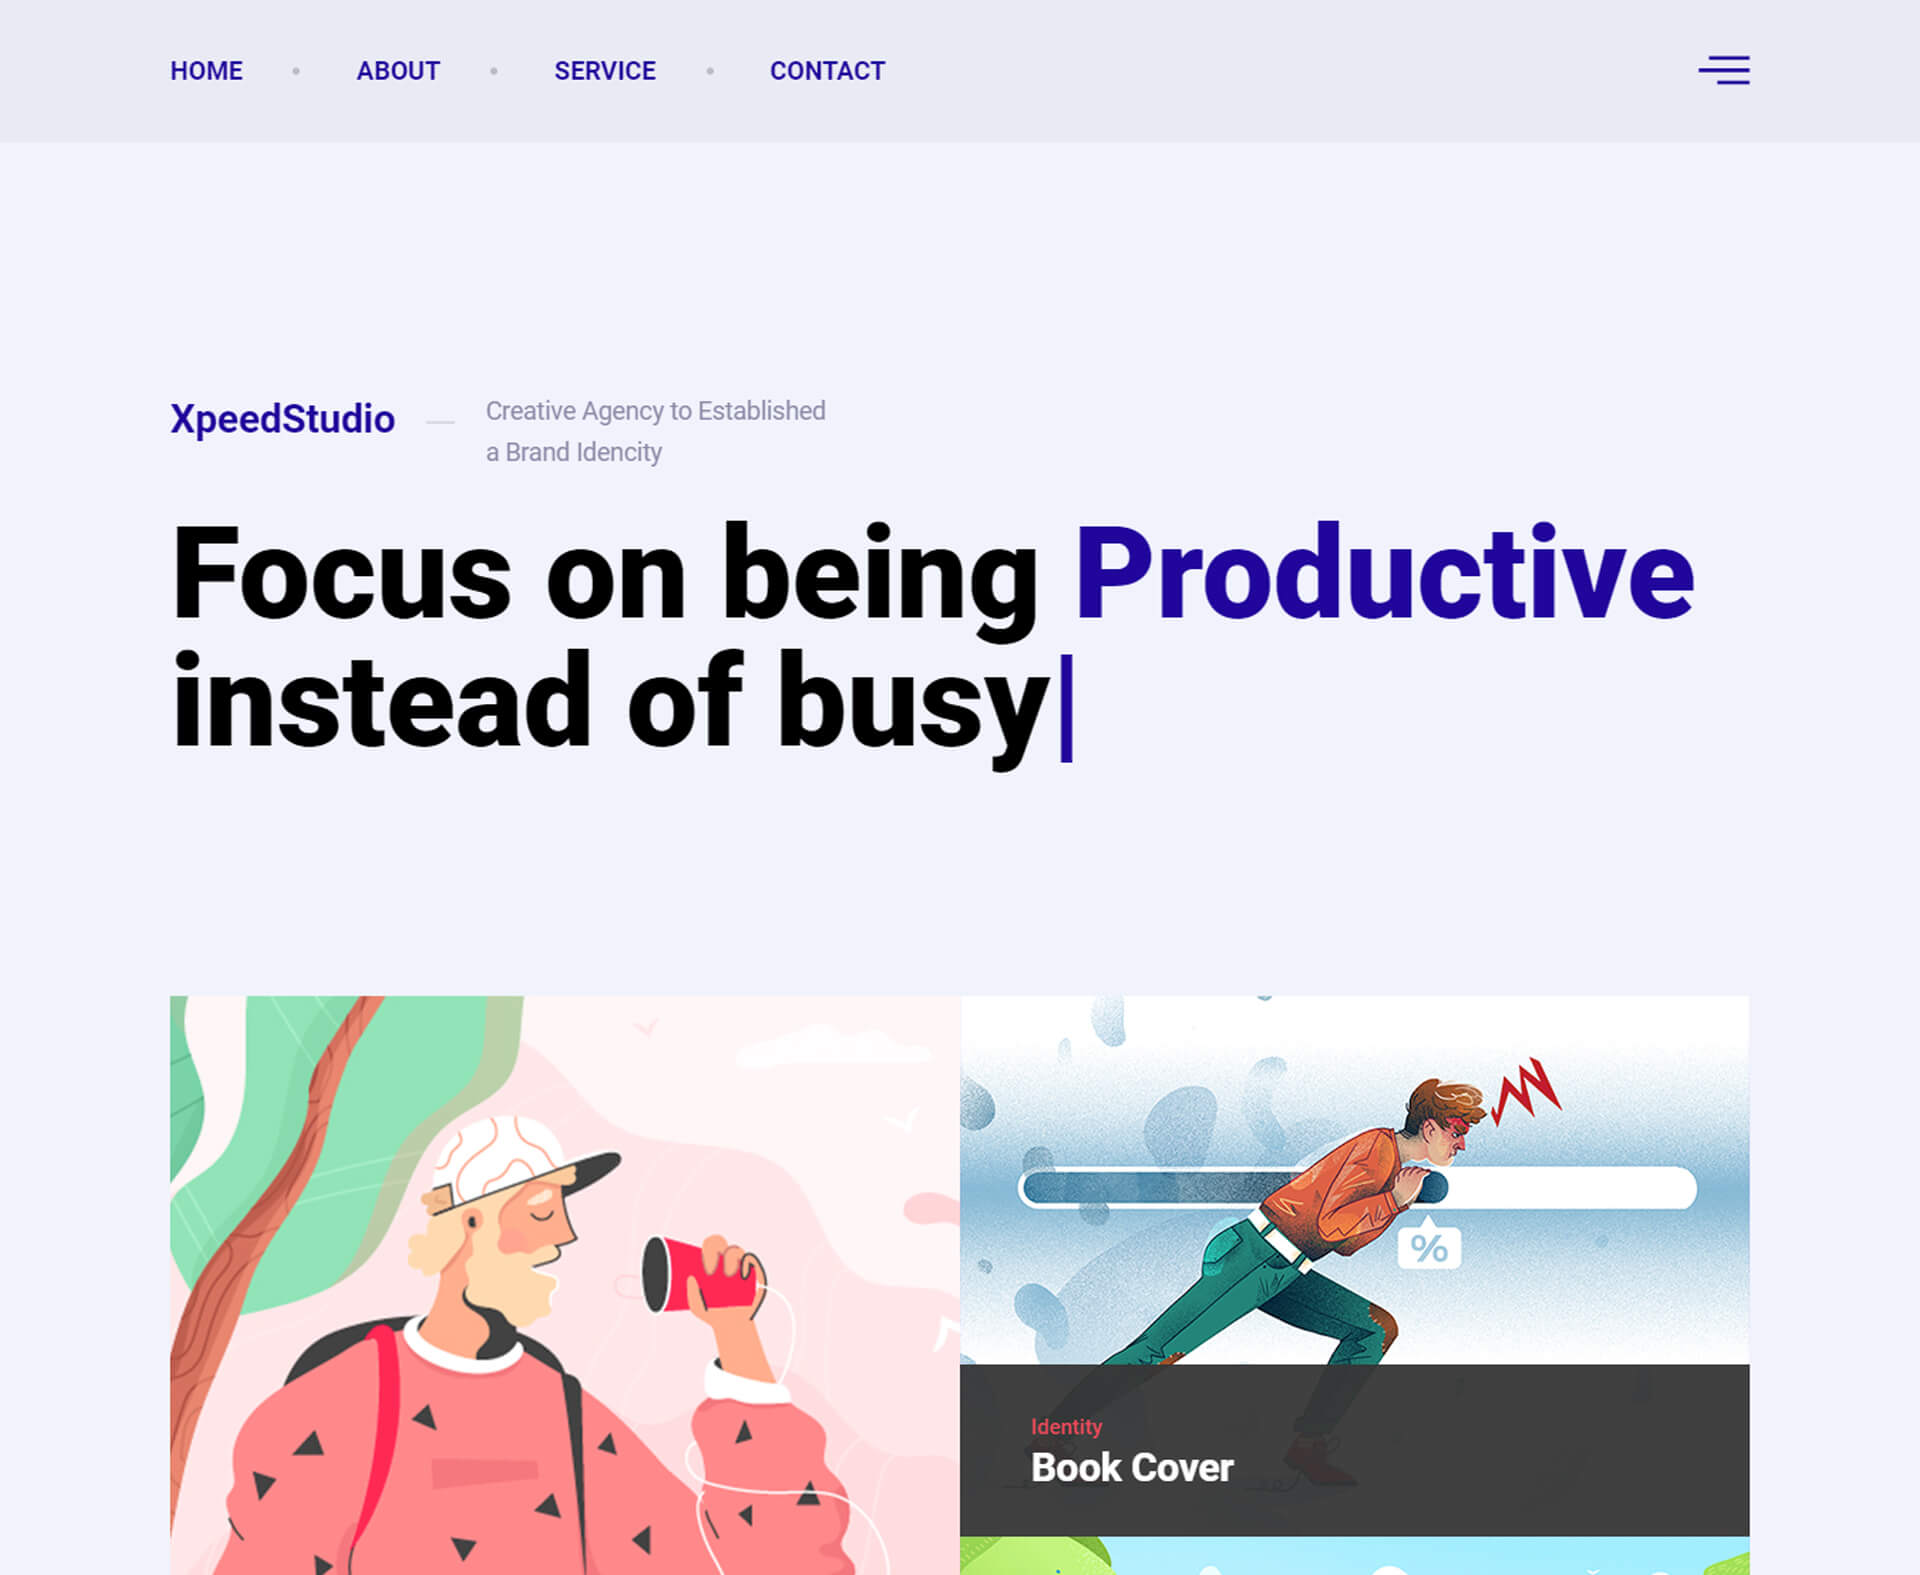 HOME • ABOUT • SERVICE • CONTACT
XpeedStudio — Creative Agency to Established
a Brand Idencity
Focus on being Productive
instead of busy|
%
Identity
Book Cover